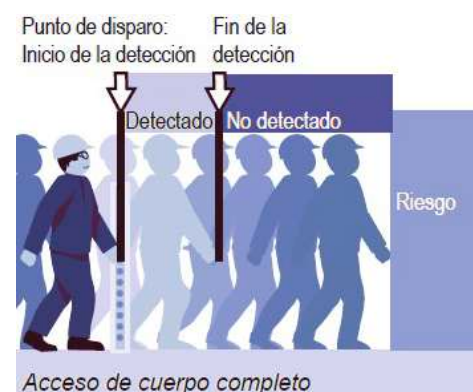 Punto de disparo:
Inicio de la detección
Fin de la
detección
Detectado
No detectado
Riesgo
Acceso de cuerpo completo